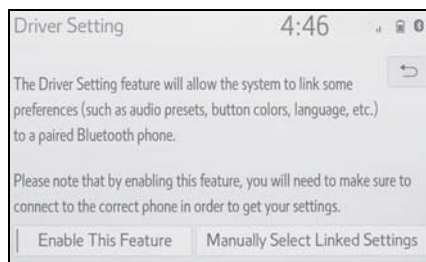 Driver Setting 4:46
The Driver Setting feature will allow the system to link some
preferences (such as audio presets, button colors, language, etc.)
to a paired Bluetooth phone.
Please note that by enabling this feature, you will need to make sure to
connect to the correct phone in order to get your settings.
Enable This Feature Manually Select Linked Settings